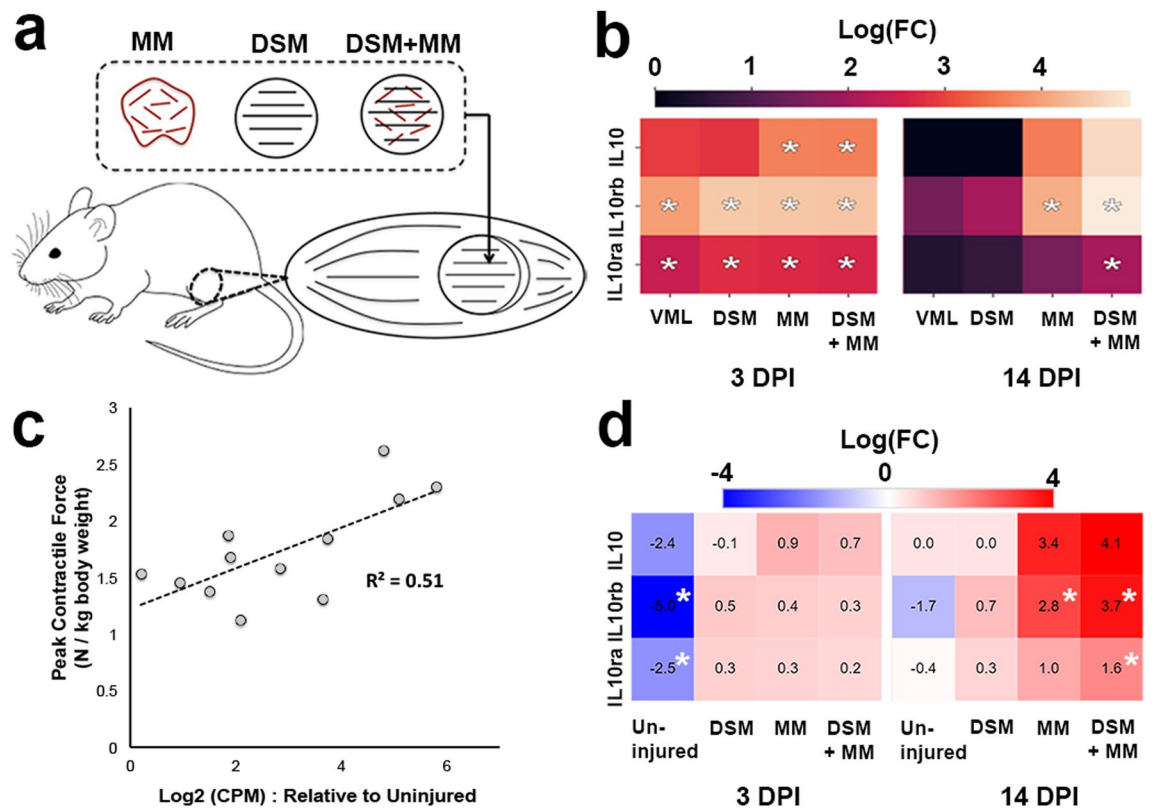 a
MM DSM DSM+MM
b
Log(FC)
0 1 2 3 4
IL10
* *
IL10rb
* * * * * *
IL10ra
* * * * *
VML DSM MM DSM + MM VML DSM MM DSM + MM
3 DPI 14 DPI
c
Peak Contractile Force
(N / kg body weight)
3
2.5
2
1.5
1
0.5
0
R² = 0.51
0 2 4 6
Log2 (CPM) : Relative to Uninjured
d
Log(FC)
-4 0 4
IL10
-2.4 -0.1 0.9 0.7 0.0 0.0 3.4 4.1
IL10rb
-5.0* 0.5 0.4 0.3 -1.7 0.7 2.8* 3.7*
IL10ra
-2.5* 0.3 0.3 0.2 -0.4 0.3 1.0 1.6*
Un-injured DSM MM DSM + MM Un-injured DSM MM DSM + MM
3 DPI 14 DPI